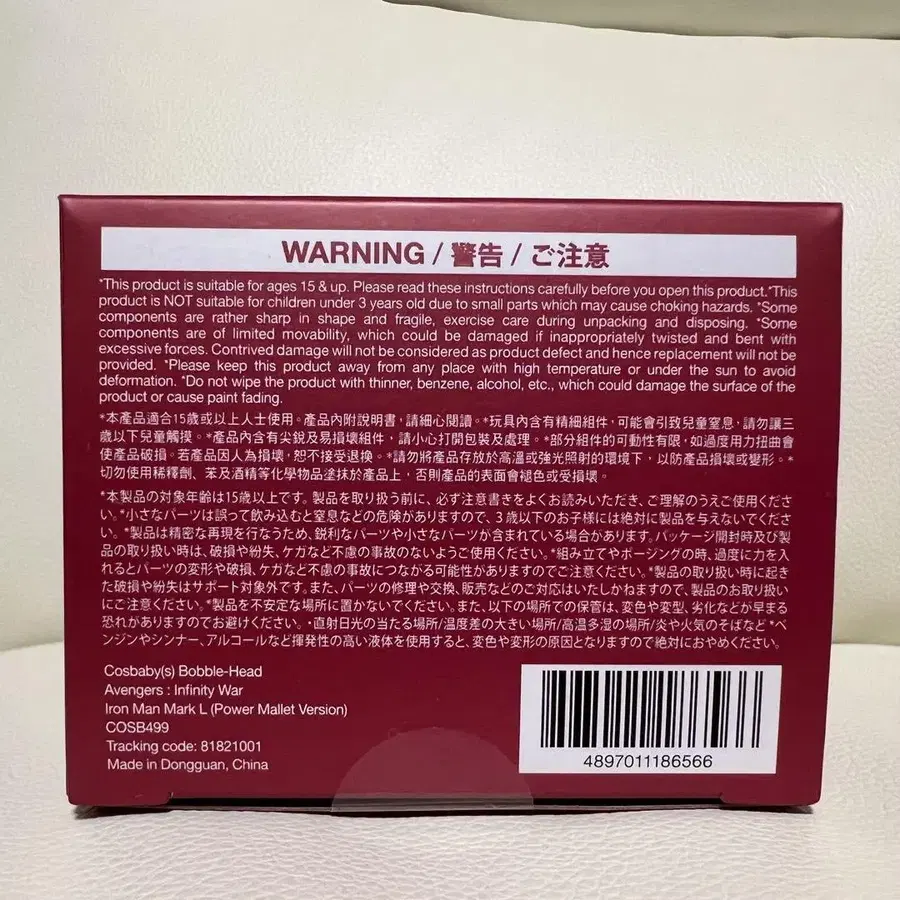 WARNING / 警告 / ご注意
*This product is suitable for ages 15 & up. Please read these instructions carefully before you open this product.*This
product is NOT suitable for children under 3 years old due to small parts which may cause choking hazards. *Some
components are rather sharp in shape and fragile, exercise care during unpacking and disposing. *Some
components are of limited movability, which could be damaged if inappropriately twisted and bent with
excessive forces. Contrived damage will not be considered as product defect and hence replacement will not be
provided. *Please keep this product away from any place with high temperature or under the sun to avoid
deformation. *Do not wipe the product with thinner, benzene, alcohol, etc., which could damage the surface of the
product or cause paint fading.
*本產品適合15歲或以上人士使用。產品內附說明書，請細心閱讀。*玩具內含有精細組件，可能會引致兒童窒息，請勿讓三
歲以下兒童觸摸。*產品內含有尖銳及易損壞組件，請小心打開包裝及處理。*部分組件的可動性有限，如過度用力扭曲會
使產品破損。若產品因人為損壞，恕不接受退換。*請勿將產品存放於高溫或強光照射的環境下，以防產品損壞或變形。*
切勿使用稀釋劑、苯及酒精等化學物品塗抹於產品上，否則產品的表面會褪色或受損壞。
*本製品の対象年齢は15歳以上です。製品を取り扱う前に、必ず注意書きをよくお読みいただき、ご理解のうえご使用くださ
い。*小さなパーツは誤って飲み込むと窒息などの危険がありますので、3歳以下のお子様には絶対に製品を与えないでくださ
い。*製品は精密な再現を行なうため、鋭利なパーツや小さなパーツが含まれている場合があります。パッケージ開封時及び製
品の取り扱い時は、破損や紛失、ケガなど不慮の事故のないようご使用ください。*組み立てやポージングの時、過度に力を入
れるとパーツの変形や破損、ケガなど不慮の事故につながる可能性がありますのでご注意ください。*製品の取り扱い時に起き
た破損や紛失はサポート対象外です。また、パーツの修理や交換、販売などのご対応はいたしかねますので、製品のお取り扱い
にご注意ください。*製品を不安定な場所に置かないでください。また、以下の場所での保管は、変色や変型、劣化などが早まる
恐れがありますのでお避けください。・直射日光の当たる場所/温度差の大きい場所/高温多湿の場所/炎や火気のそばなど *ベ
ンジンやシンナー、アルコールなど揮発性の高い液体を使用すると、変色や変形の原因となりますので絶対におやめください。
Cosbaby(s) Bobble-Head
Avengers : Infinity War
Iron Man Mark L (Power Mallet Version)
COSB499
Tracking code: 81821001
Made in Dongguan, China
4897011186566